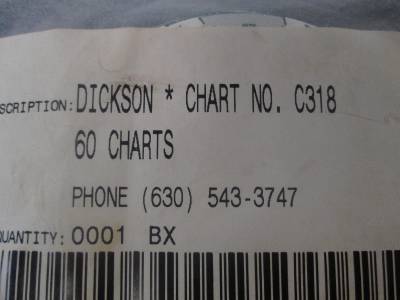 SCRIPTION: DICKSON * CHART NO. C318
60 CHARTS
PHONE (630) 543-3747
QUANTITY: 0001 BX